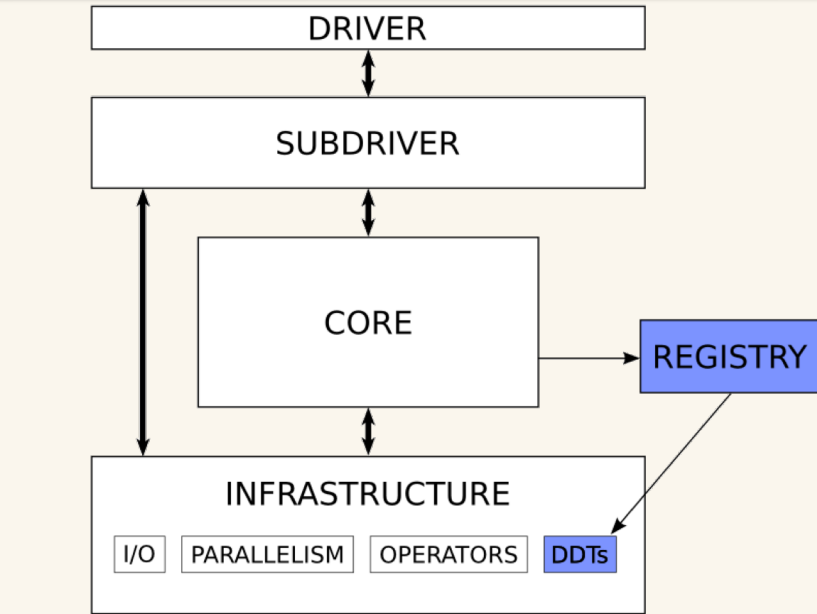 DRIVER
SUBDRIVER
CORE
REGISTRY
INFRASTRUCTURE
I/O PARALLELISM OPERATORS DDTs